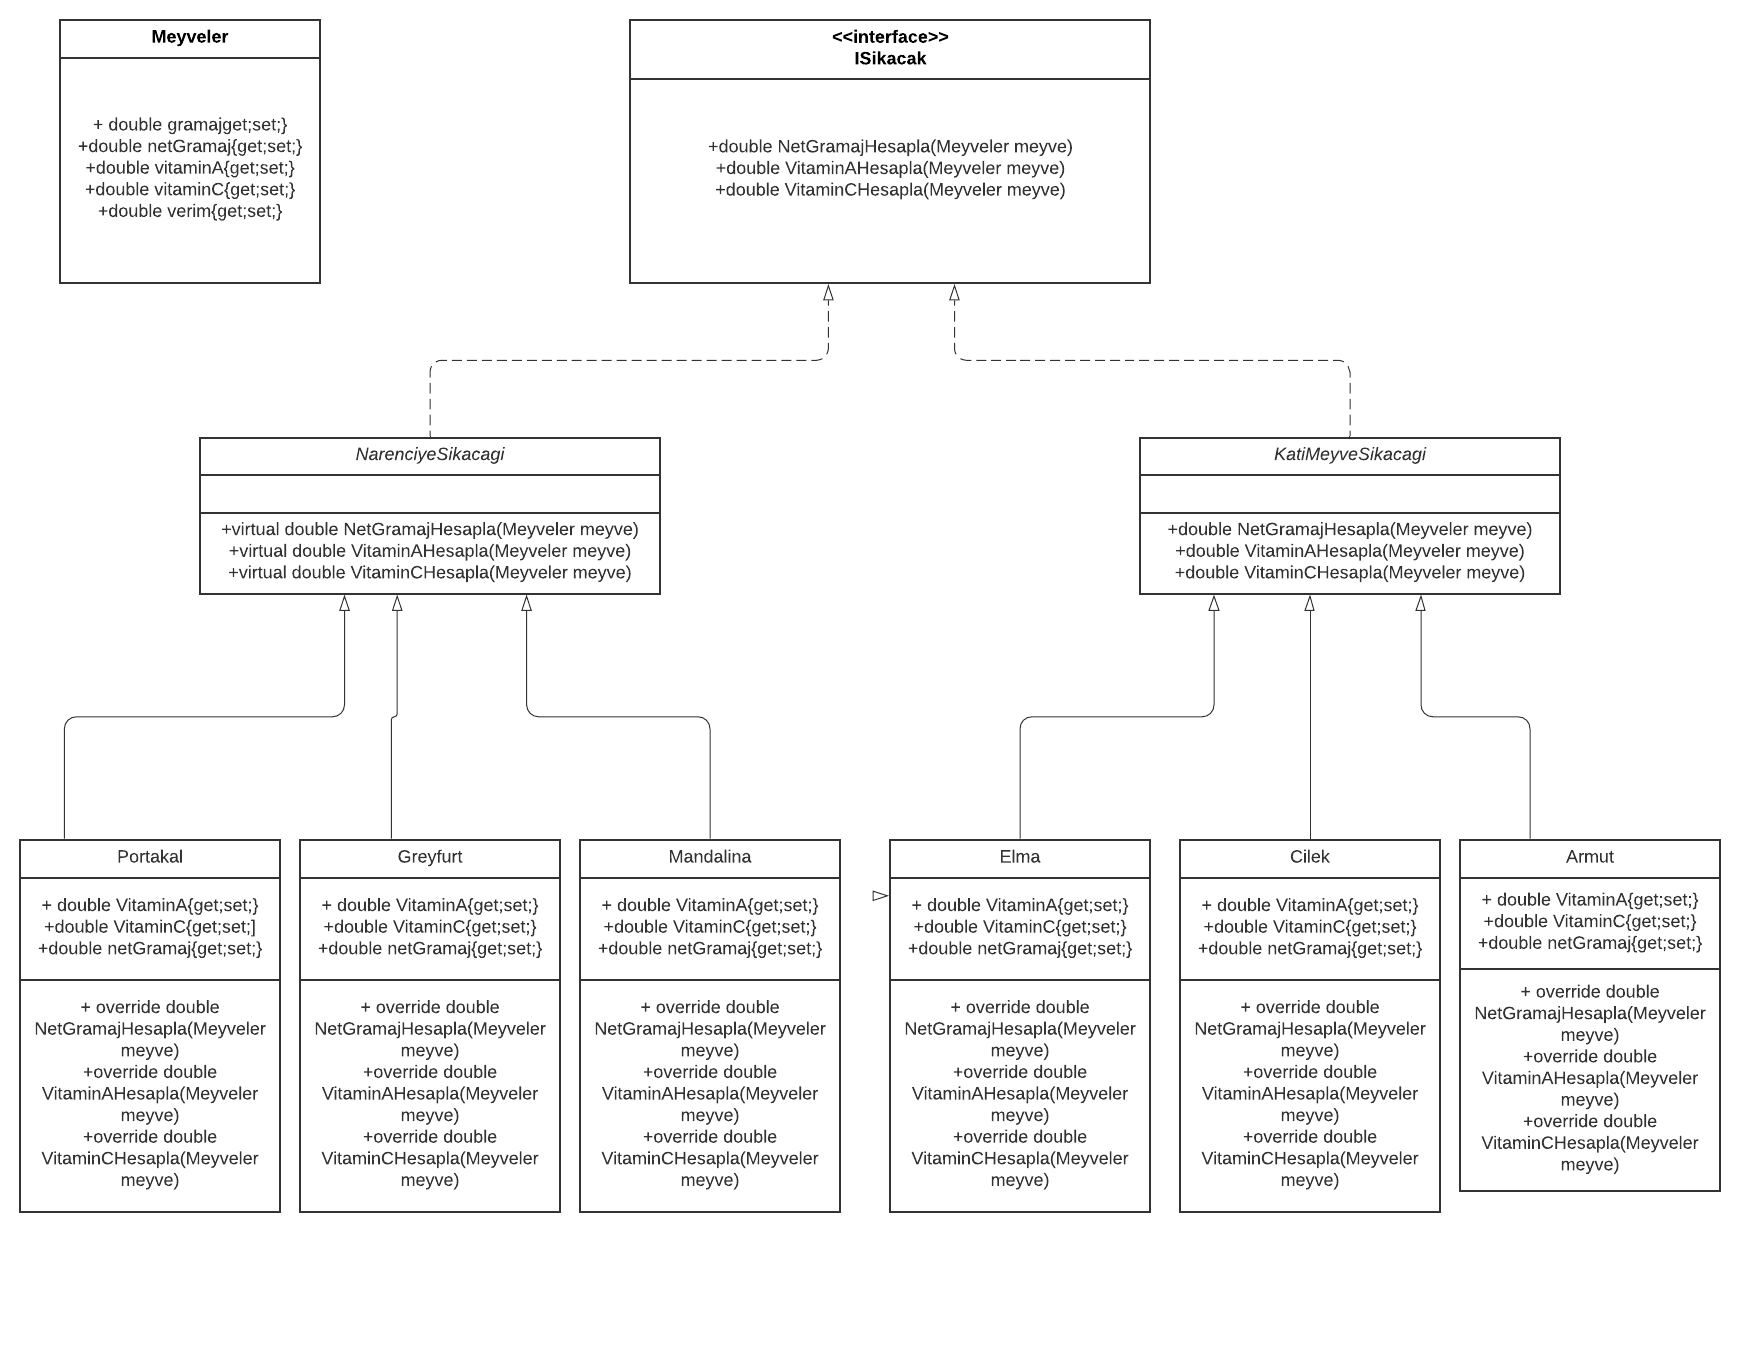 Meyveler
+ double gramajget;set;}
+double netGramaj{get;set;}
+double vitaminA{get;set;}
+double vitaminC{get;set;}
+double verim{get;set;}
<<interface>>
ISikacak
+double NetGramajHesapla(Meyveler meyve)
+double VitaminAHesapla(Meyveler meyve)
+double VitaminCHesapla(Meyveler meyve)
NarenciyeSikacagi
+virtual double NetGramajHesapla(Meyveler meyve)
+virtual double VitaminAHesapla(Meyveler meyve)
+virtual double VitaminCHesapla(Meyveler meyve)
KatiMeyveSikacagi
+double NetGramajHesapla(Meyveler meyve)
+double VitaminAHesapla(Meyveler meyve)
+double VitaminCHesapla(Meyveler meyve)
Portakal
+ double VitaminA{get;set;}
+double VitaminC{get;set;]
+double netGramaj{get;set;}
+ override double
NetGramajHesapla(Meyveler
meyve)
+override double
VitaminAHesapla(Meyveler
meyve)
+override double
VitaminCHesapla(Meyveler
meyve)
Greyfurt
+ double VitaminA{get;set;}
+double VitaminC{get;set;}
+double netGramaj{get;set;}
+ override double
NetGramajHesapla(Meyveler
meyve)
+override double
VitaminAHesapla(Meyveler
meyve)
+override double
VitaminCHesapla(Meyveler
meyve)
Mandalina
+ double VitaminA{get;set;}
+double VitaminC{get;set;}
+double netGramaj{get;set;}
+ override double
NetGramajHesapla(Meyveler
meyve)
+override double
VitaminAHesapla(Meyveler
meyve)
+override double
VitaminCHesapla(Meyveler
meyve)
Elma
+ double VitaminA{get;set;}
+double VitaminC{get;set;}
+double netGramaj{get;set;}
+ override double
NetGramajHesapla(Meyveler
meyve)
+override double
VitaminAHesapla(Meyveler
meyve)
+override double
VitaminCHesapla(Meyveler
meyve)
Cilek
+ double VitaminA{get;set;}
+double VitaminC{get;set;}
+double netGramaj{get;set;}
+ override double
NetGramajHesapla(Meyveler
meyve)
+override double
VitaminAHesapla(Meyveler
meyve)
+override double
VitaminCHesapla(Meyveler
meyve)
Armut
+ double VitaminA{get;set;}
+double VitaminC{get;set;}
+double netGramaj{get;set;}
+ override double
NetGramajHesapla(Meyveler
meyve)
+override double
VitaminAHesapla(Meyveler
meyve)
+override double
VitaminCHesapla(Meyveler
meyve)